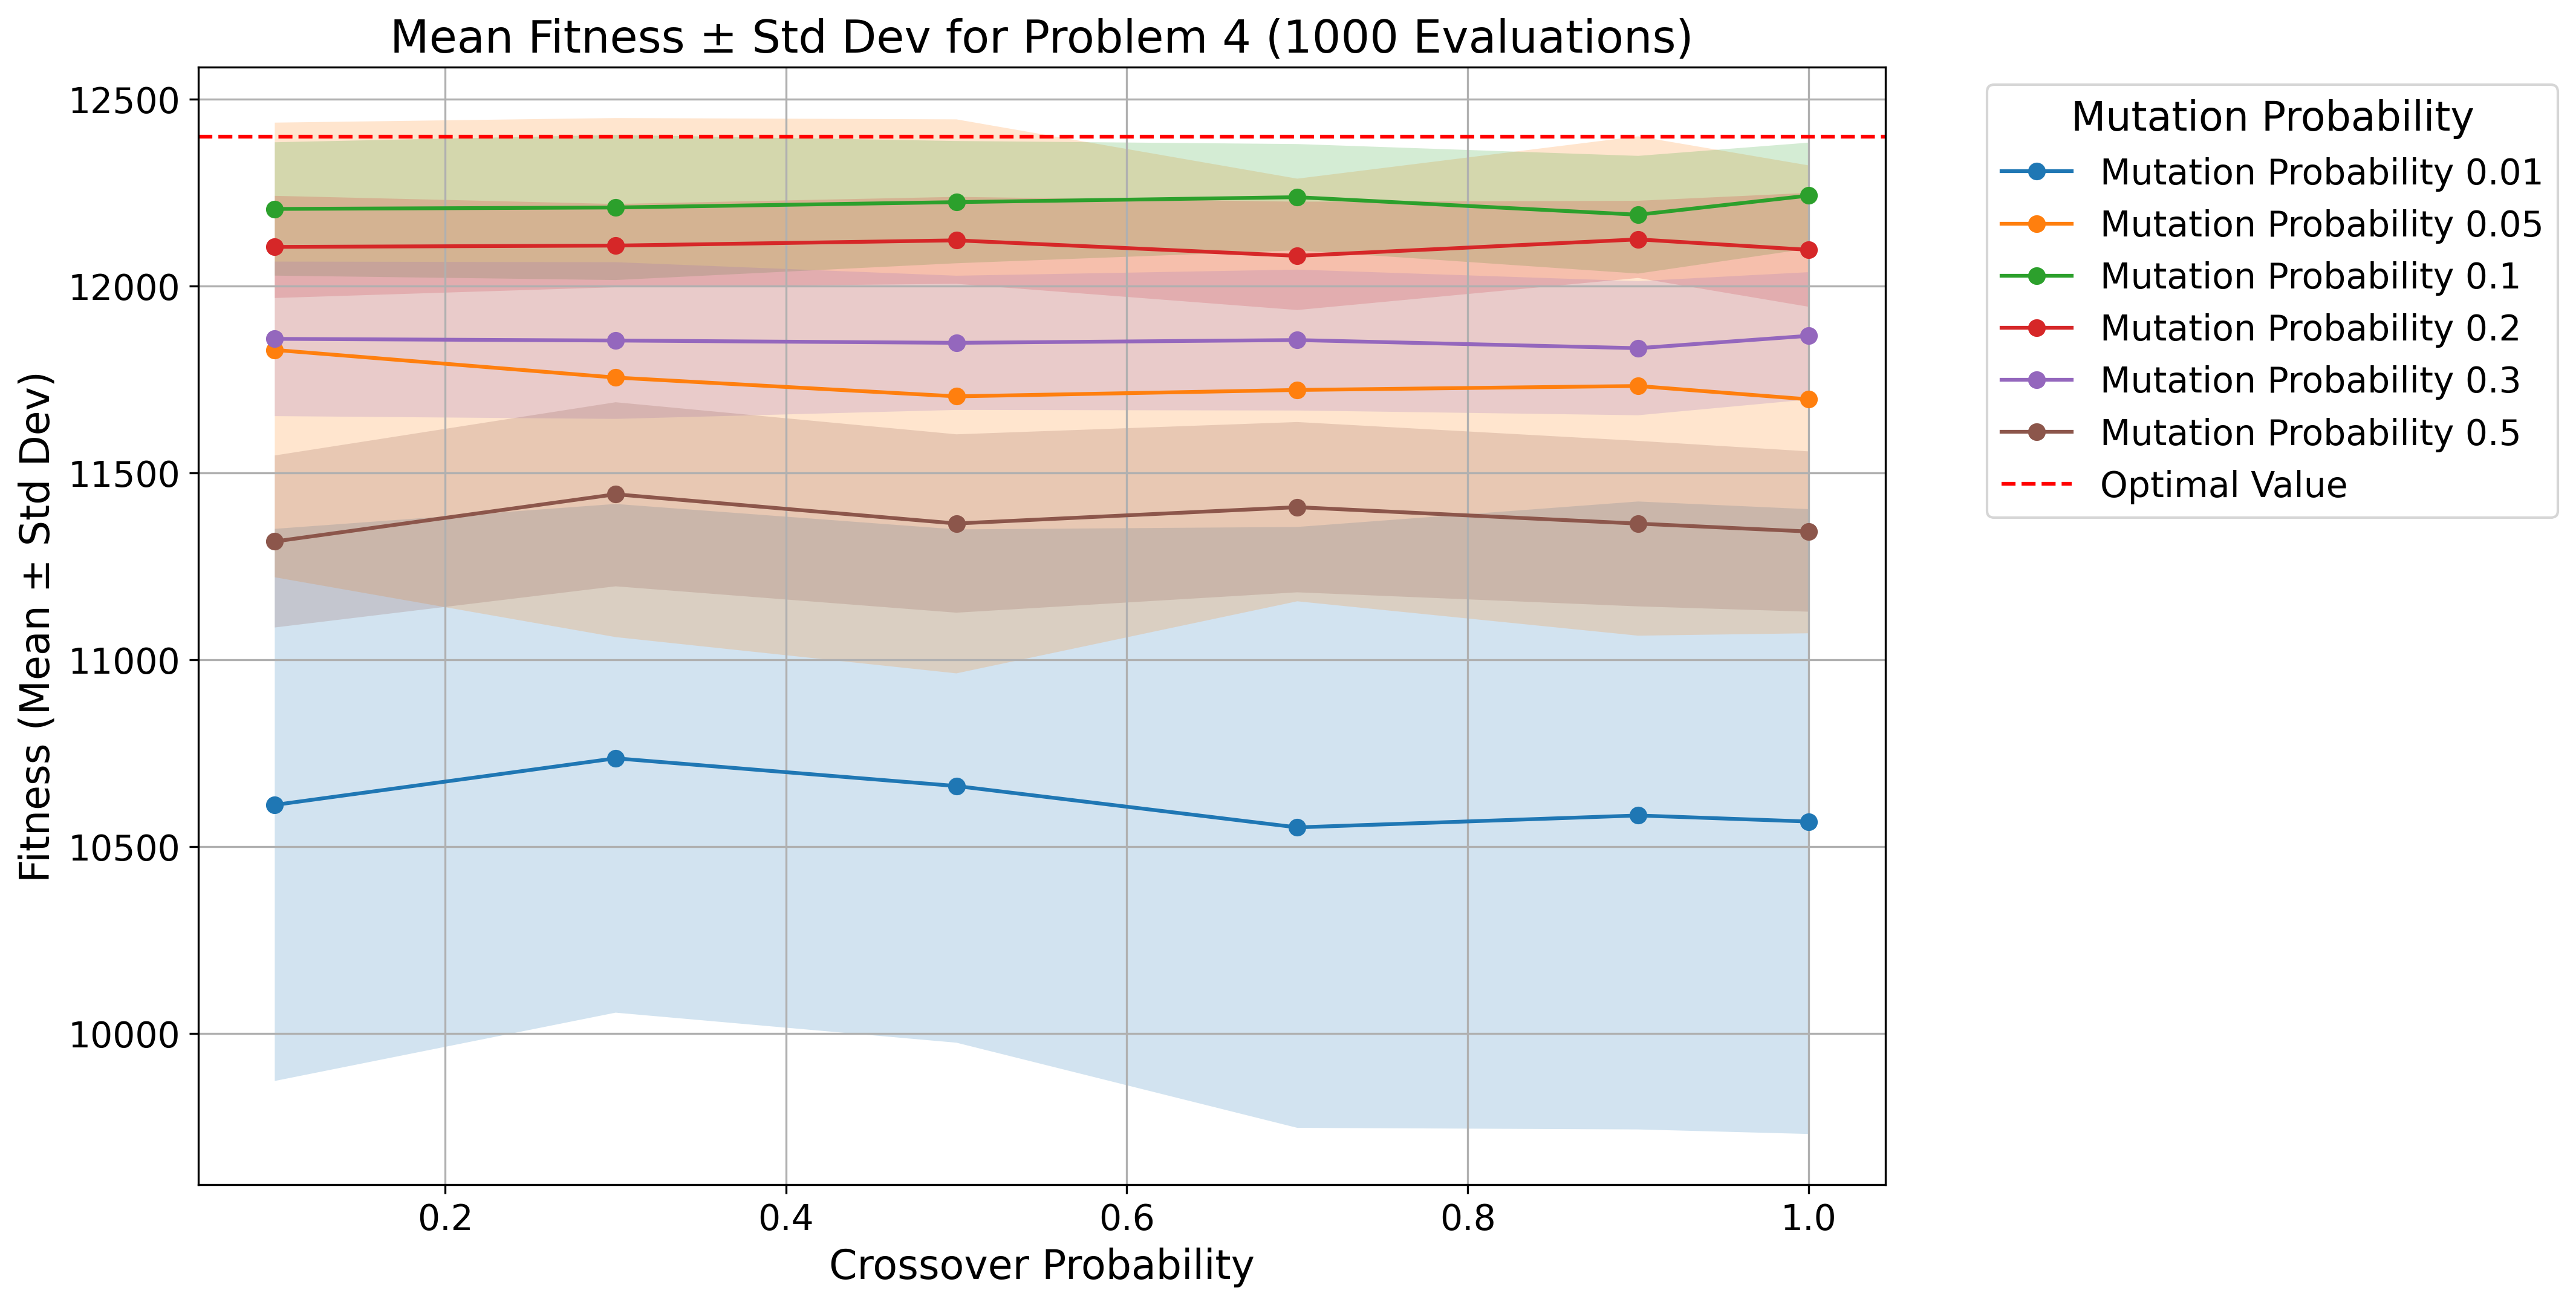 Mean Fitness ± Std Dev for Problem 4 (1000 Evaluations)
12500
12000
11500
11000
10500
10000
Fitness (Mean ± Std Dev)
0.2
0.4
0.6
0.8
1.0
Crossover Probability
Mutation Probability
Mutation Probability 0.01
Mutation Probability 0.05
Mutation Probability 0.1
Mutation Probability 0.2
Mutation Probability 0.3
Mutation Probability 0.5
Optimal Value